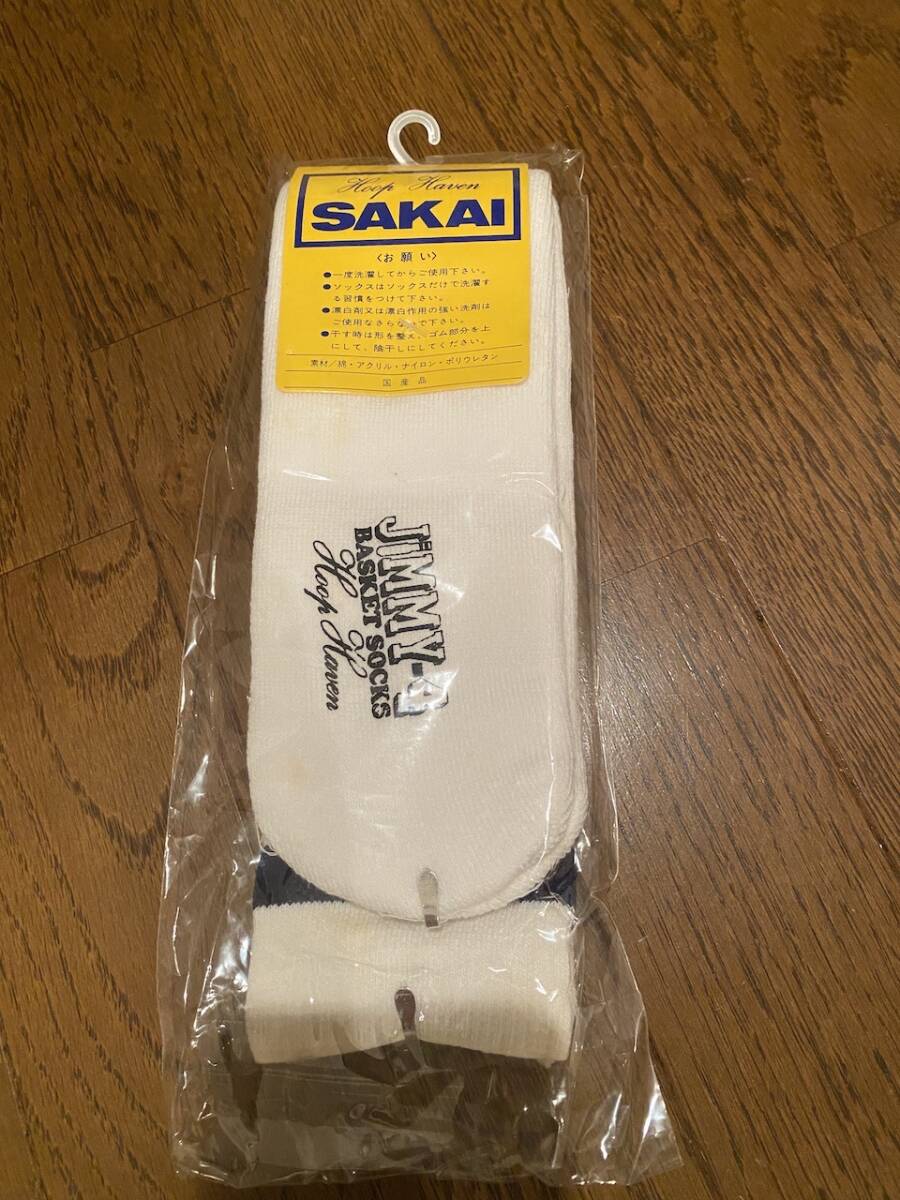 Hoop Haven
SAKAI
〈お願い〉
●一度洗濯してからご使用下さい。
●ソックスはソックスだけで洗濯す
る習慣をつけて下さい。
●漂白剤又は漂白作用の強い洗剤は
ご使用なさらないで下さい。
●干す時は形を整え、ゴム部分を上
にして、陰干しにしてください。
素材/綿・アクリル・ナイロン・ポリウレタン
国産品
JiMMY-9
BASKET SOCKS
Hoop Haven